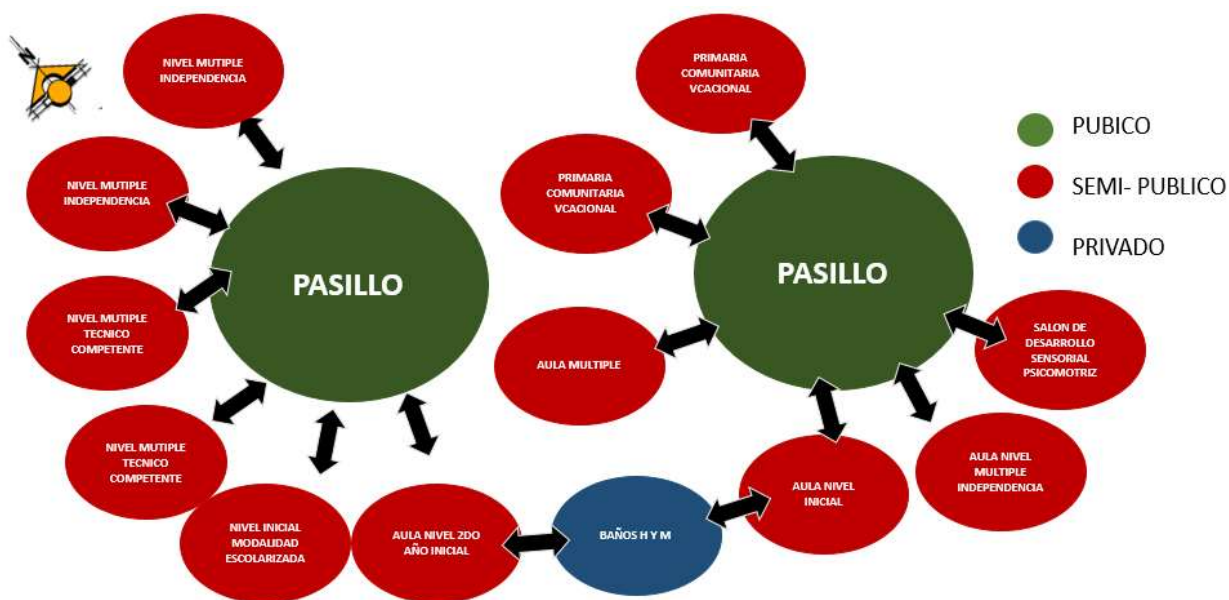 N
NIVEL MUTIPLE
INDEPENDENCIA
NIVEL MUTIPLE
INDEPENDENCIA
NIVEL MUTIPLE
TECNICO
COMPETENTE
NIVEL MUTIPLE
TECNICO
COMPETENTE
NIVEL INICIAL
MODALIDAD
ESCOLARIZADA
AULA NIVEL 2DO
AÑO INICIAL
PASILLO
BAÑOS H Y M
PRIMARIA
COMUNITARIA
VCACIONAL
PRIMARIA
COMUNITARIA
VCACIONAL
AULA MULTIPLE
PASILLO
AULA NIVEL
INICIAL
AULA NIVEL
MULTIPLE
INDEPENDENCIA
SALON DE
DESARROLLO
SENSORIAL
PSICOMOTRIZ
PUBICO
SEMI- PUBLICO
PRIVADO